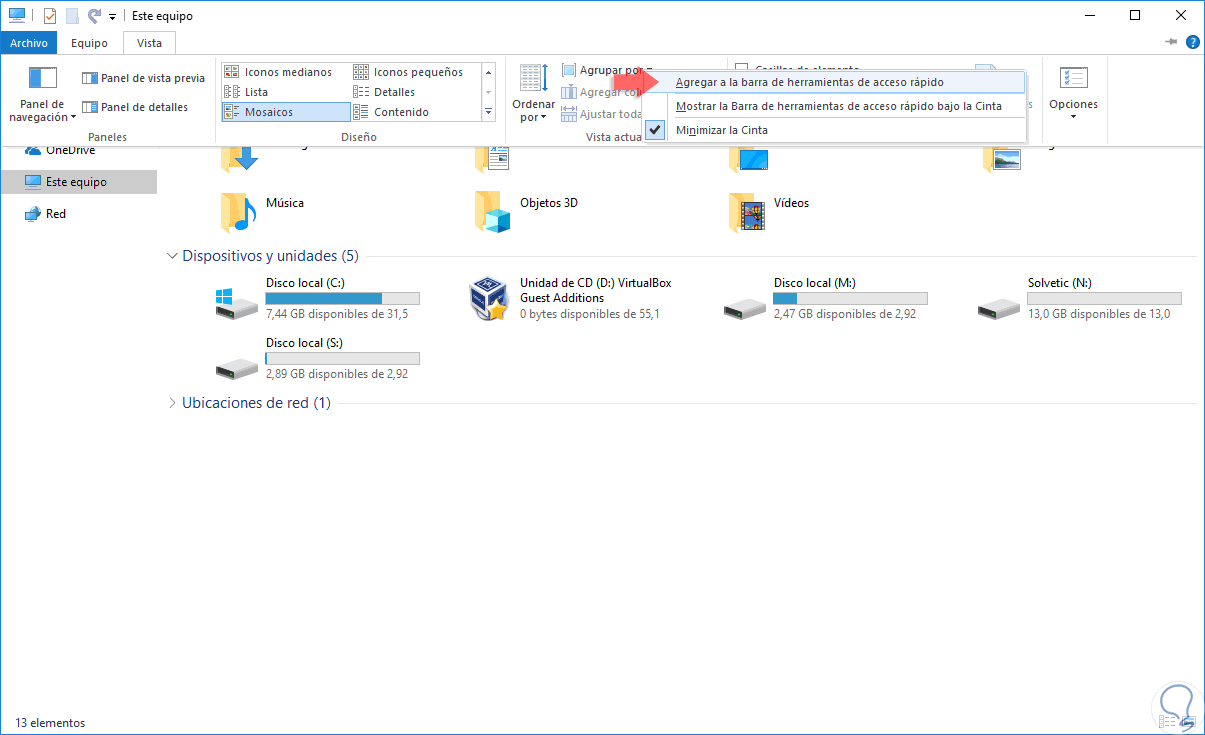 Este equipo
Archivo
Equipo
Vista
Panel de
navegación
Panel de vista previa
Panel de detalles
Paneles
Iconos medianos
Iconos pequeños
Lista
Detalles
Mosaicos
Contenido
Diseño
Ordenar
por
Agrupar por
Agregar colu
Ajustar toda
Vista actua
Casillas de elemento
s
Opciones
Agregar a la barra de herramientas de acceso rápido
Mostrar la Barra de herramientas de acceso rápido bajo la Cinta
Minimizar la Cinta
OneDrive
Este equipo
Red
Música
Objetos 3D
Vídeos
Dispositivos y unidades (5)
Disco local (C:)
7,44 GB disponibles de 31,5
Unidad de CD (D:) VirtualBox
Guest Additions
0 bytes disponibles de 55,1
Disco local (M:)
2,47 GB disponibles de 2,92
Solvetic (N:)
13,0 GB disponibles de 13,0
Disco local (S:)
2,89 GB disponibles de 2,92
Ubicaciones de red (1)
13 elementos